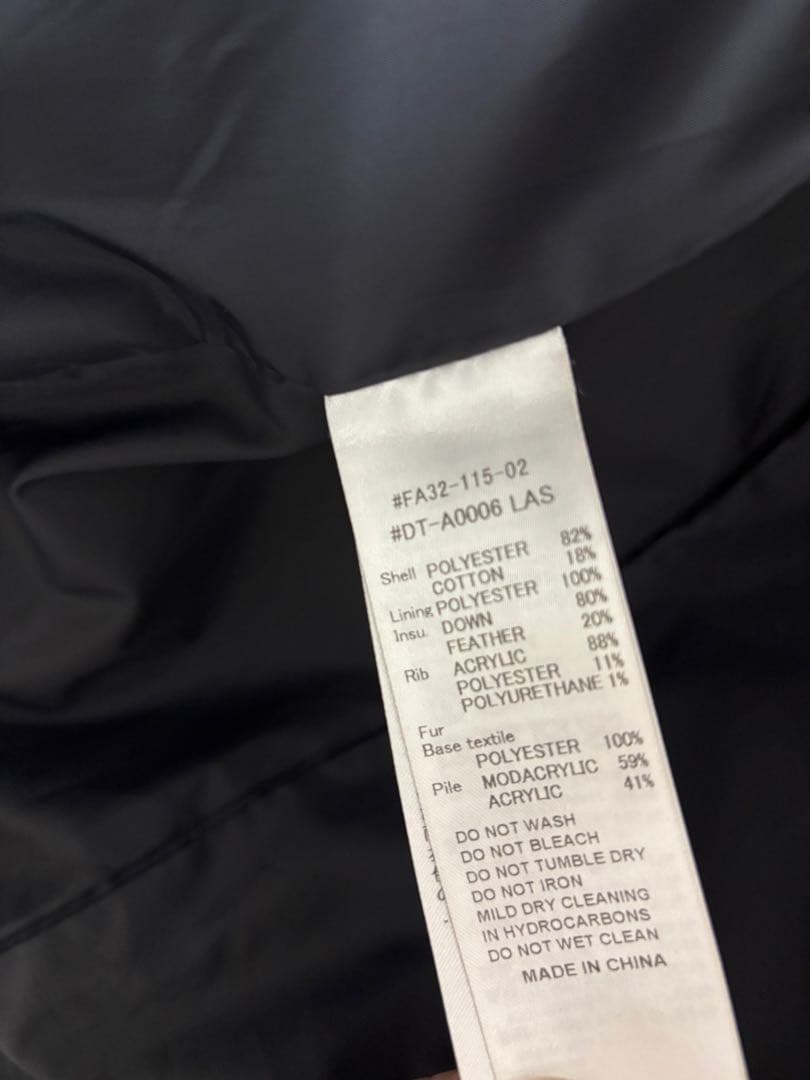 #FA32-115-02
#DT-A0006 LAS
Shell POLYESTER 82%
COTTON 18%
Lining POLYESTER 100%
Insu. DOWN 80%
FEATHER 20%
Rib ACRYLIC 88%
POLYESTER 11%
POLYURETHANE 1%
Fur
Base textile
POLYESTER 100%
Pile MODACRYLIC 59%
ACRYLIC 41%
DO NOT WASH
DO NOT BLEACH
DO NOT TUMBLE DRY
DO NOT IRON
MILD DRY CLEANING
IN HYDROCARBONS
DO NOT WET CLEAN
MADE IN CHINA